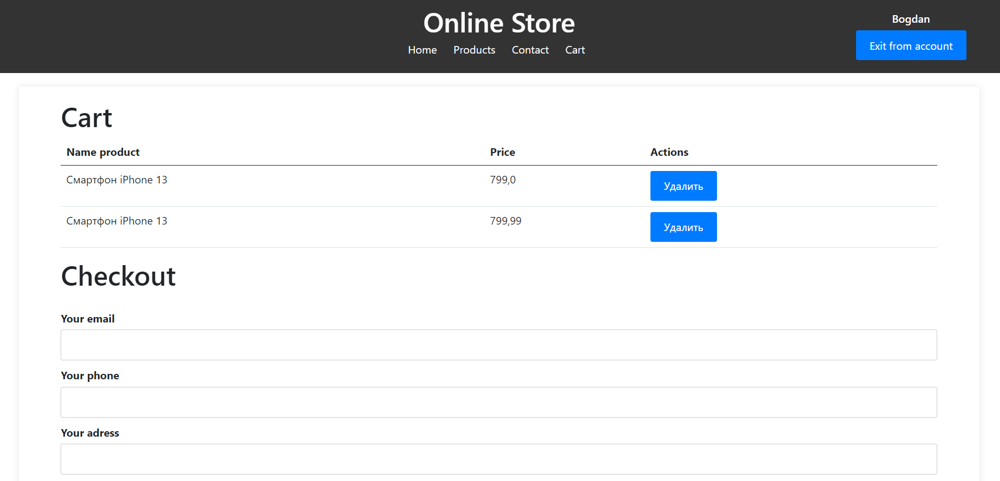 Online Store
Bogdan
Home Products Contact Cart
Exit from account
Cart
Name product Price Actions
Смартфон iPhone 13 799,0 Удалить
Смартфон iPhone 13 799,99 Удалить
Checkout
Your email
Your phone
Your adress